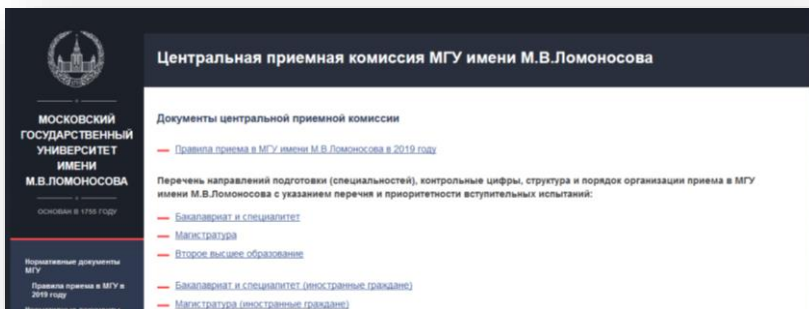 Центральная приемная комиссия МГУ имени М.В.Ломоносова
МОСКОВСКИЙ
ГОСУДАРСТВЕННЫЙ
УНИВЕРСИТЕТ
ИМЕНИ
М.В.ЛОМОНОСОВА
ОСНОВАН В 1755 ГОДУ
Нормативные документы
МГУ
Правила приема в МГУ в
2019 году
Документы центральной приемной комиссии
Правила приема в МГУ имени М.В.Ломоносова в 2019 году
Перечень направлений подготовки (специальностей), контрольные цифры, структура и порядок организации приема в МГУ
имени М.В.Ломоносова с указанием перечня и приоритетности вступительных испытаний:
Бакалавриат и специалитет
Магистратура
Второе высшее образование
Бакалавриат и специалитет (иностранные граждане)
Магистратура (иностранные граждане)